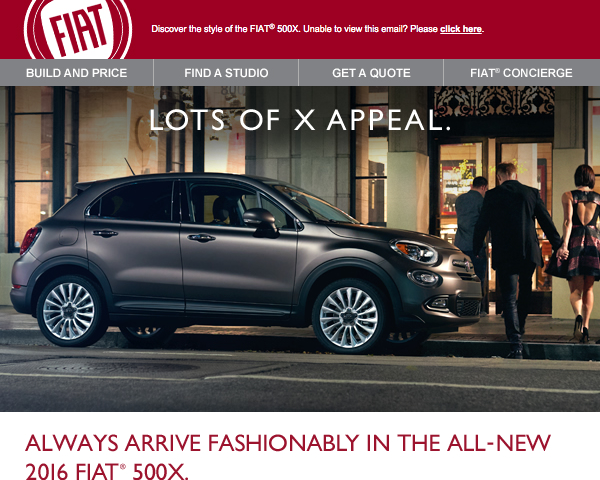 FIAT
Discover the style of the FIAT® 500X. Unable to view this email? Please click here.
BUILD AND PRICE
FIND A STUDIO
GET A QUOTE
FIAT® CONCIERGE
LOTS OF X APPEAL.
ALWAYS ARRIVE FASHIONABLY IN THE ALL-NEW
2016 FIAT® 500X.